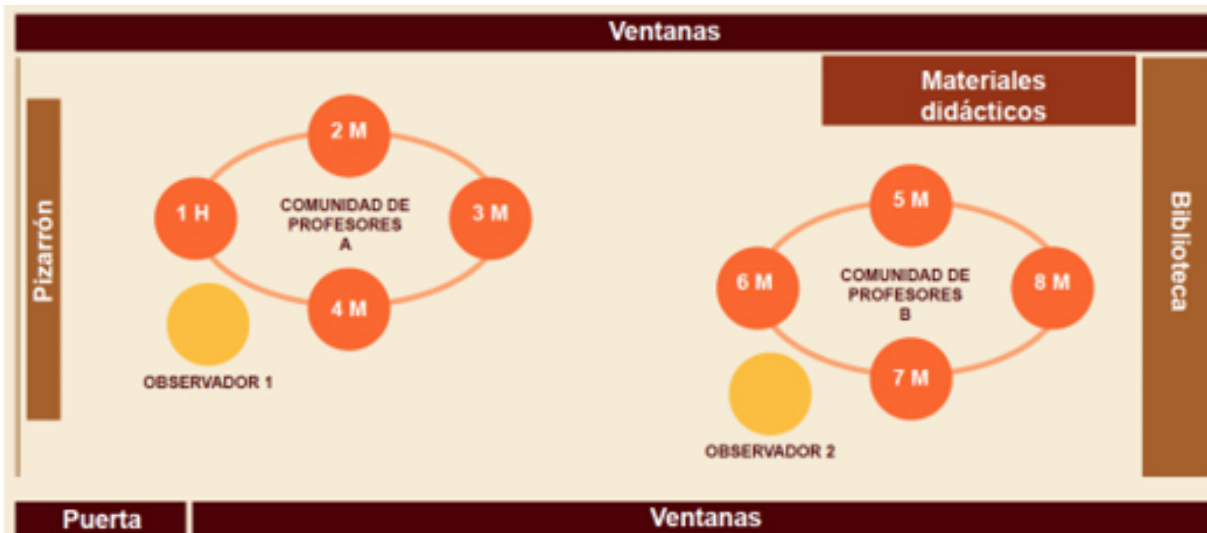 Ventanas
Materiales
didácticos
Pizarrón
2 M
1 H
COMUNIDAD DE
PROFESORES
A
3 M
4 M
OBSERVADOR 1
5 M
6 M
COMUNIDAD DE
PROFESORES
B
8 M
7 M
OBSERVADOR 2
Biblioteca
Puerta
Ventanas